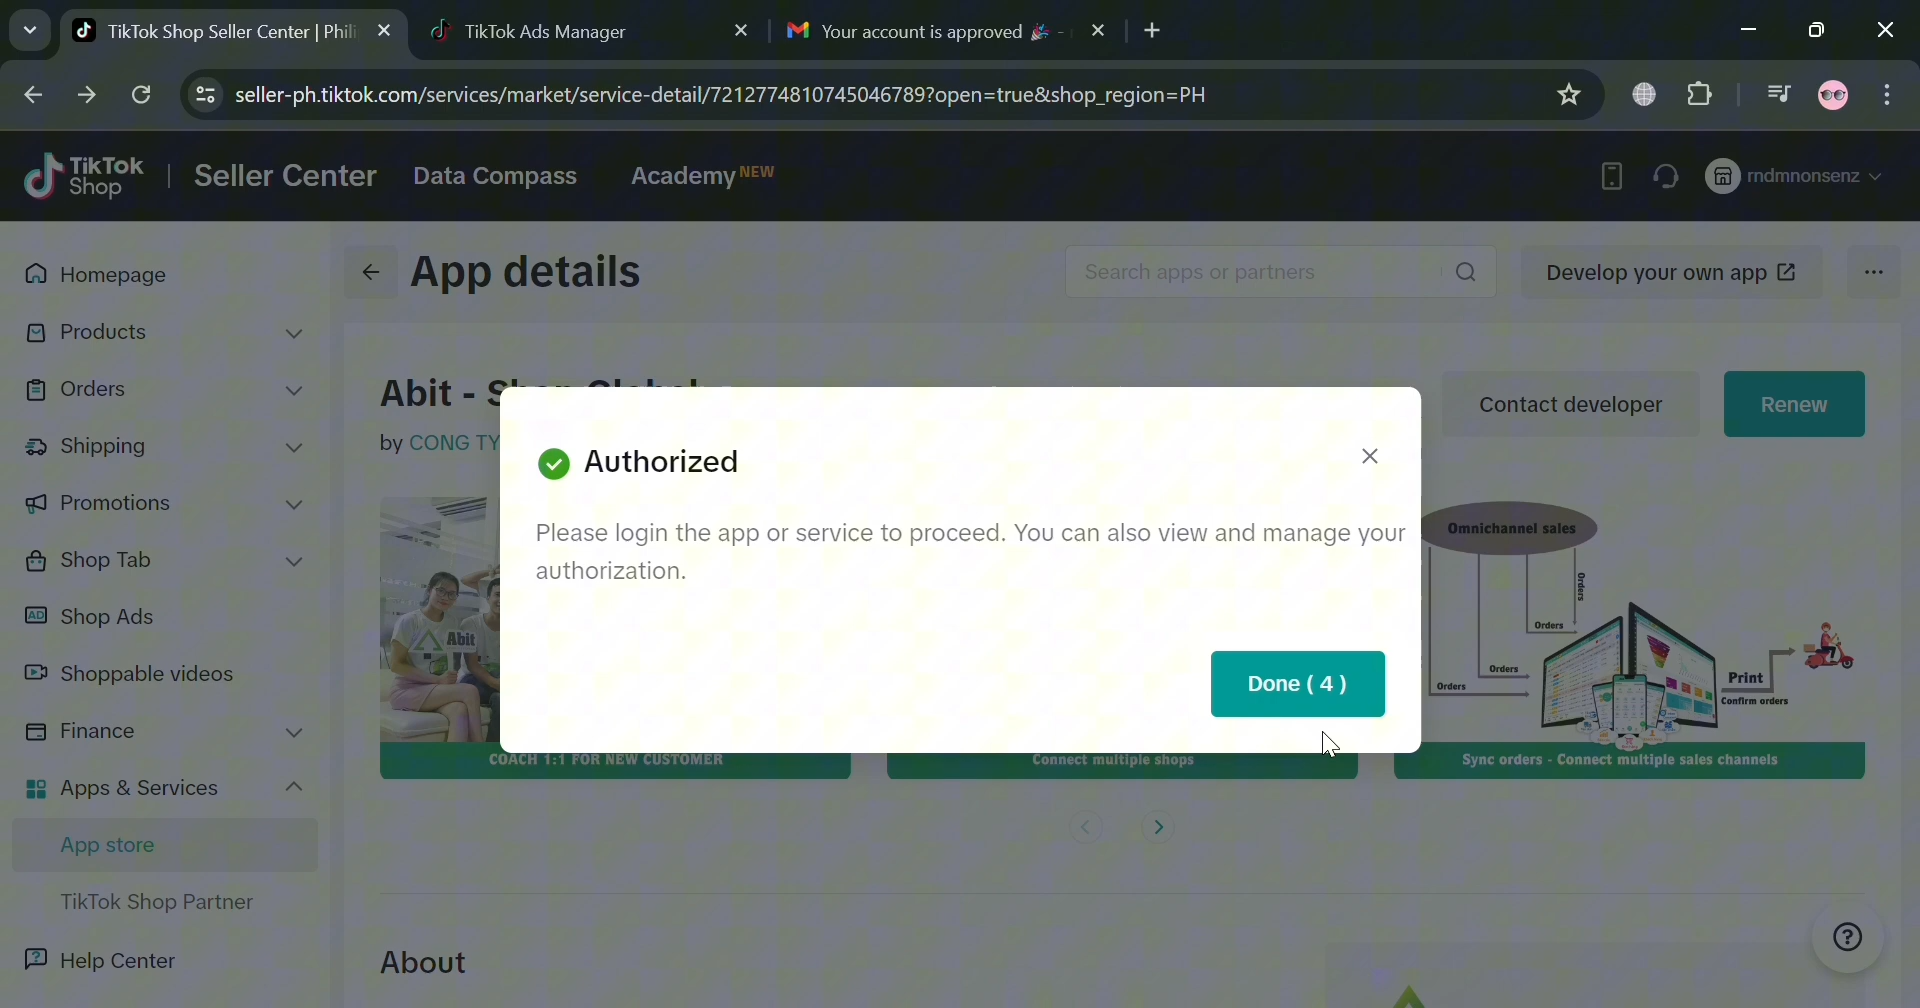 TikTok Shop Seller Center | Phili
TikTok Ads Manager
Your account is approved 🎉 -
seller-ph.tiktok.com/services/market/service-detail/7212774810745046789?open=true&shop_region=PH
TikTok
Shop
Seller Center
Data Compass
Academy NEW
rndmnonsenz
Homepage
Products
Orders
Shipping
Promotions
Shop Tab
AD
Shop Ads
Shoppable videos
Finance
Apps & Services
App store
TikTok Shop Partner
Help Center
App details
Search apps or partners
Develop your own app
Abit - Shop Global
by CONG TY
Contact developer
Renew
Authorized
Please login the app or service to proceed. You can also view and manage your
authorization.
Done ( 4 )
Abit
COACH 1:1 FOR NEW CUSTOMER
Connect multiple shops
Omnichannel sales
Orders
Orders
Orders
Orders
Print
Confirm orders
Sync orders - Connect multiple sales channels
About